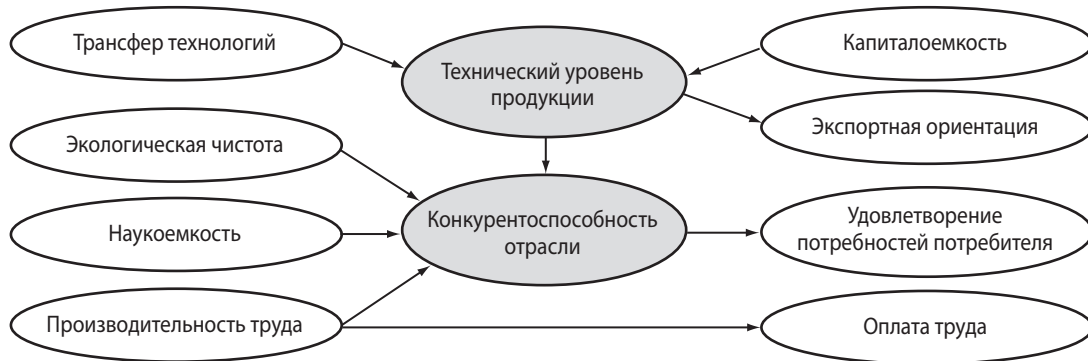 Трансфер технологий
Капиталоемкость
Технический уровень
продукции
Экспортная ориентация
Экологическая чистота
Конкурентоспособность
отрасли
Наукоемкость
Удовлетворение
потребностей потребителя
Производительность труда
Оплата труда